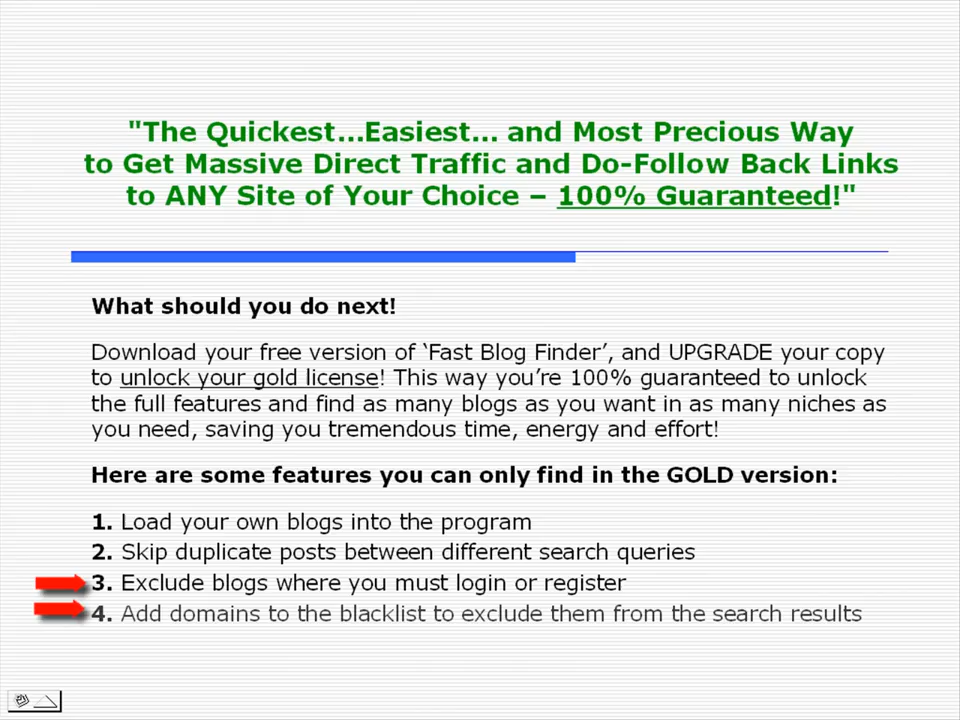 "The Quickest...Easiest... and Most Precious Way
to Get Massive Direct Traffic and Do-Follow Back Links
to ANY Site of Your Choice – 100% Guaranteed!"
What should you do next!
Download your free version of ‘Fast Blog Finder’, and UPGRADE your copy
to unlock your gold license! This way you’re 100% guaranteed to unlock
the full features and find as many blogs as you want in as many niches as
you need, saving you tremendous time, energy and effort!
Here are some features you can only find in the GOLD version:
1. Load your own blogs into the program
2. Skip duplicate posts between different search queries
3. Exclude blogs where you must login or register
4. Add domains to the blacklist to exclude them from the search results